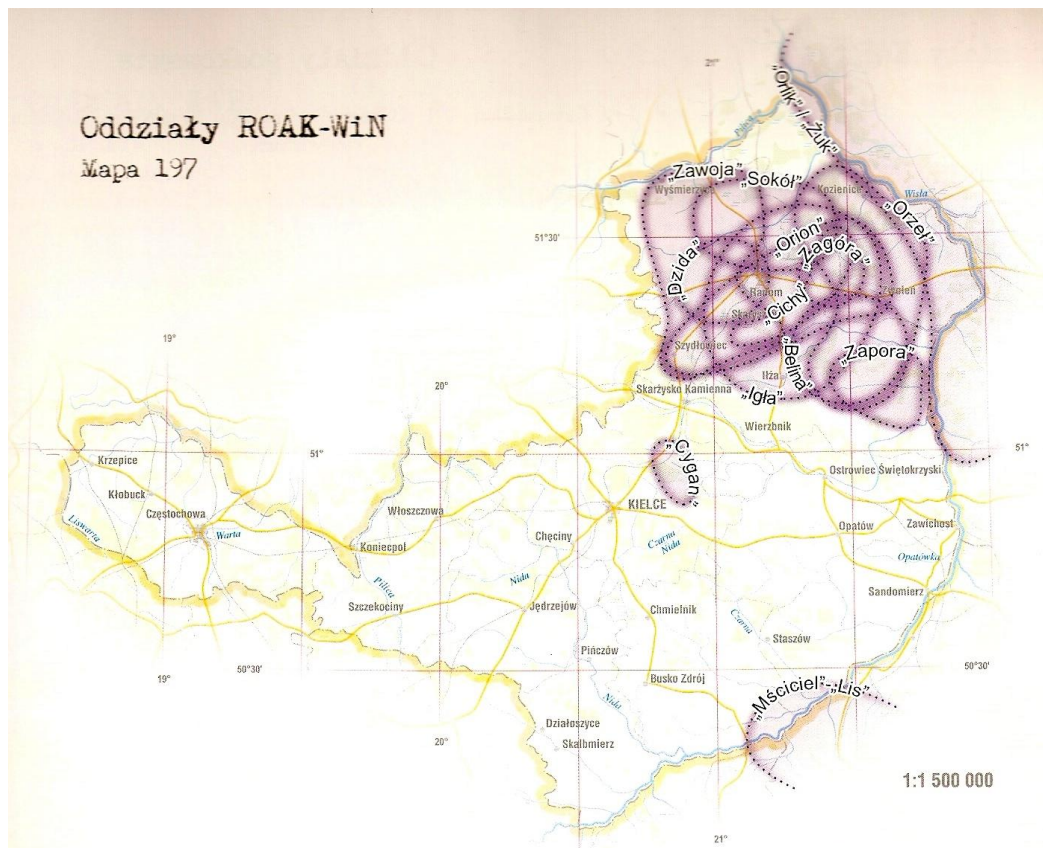 Oddziały ROAK-WiN
Mapa 197
21°
„Orlik” / „Żuk”
Pilica
„Zawoja”
„Sokół”
Wyśmierzyce
Kozienice
Wisła
„Orzeł”
51°30'
„Orion”
„Zagóra”
„Dzida”
Radom
Zwoleń
„Cichy”
Szydłowiec
„Belina”
„Zapora”
Iłża
19°
20°
Skarżysko Kamienna
„Igła”
Wierzbnik
51°
51°
„Cygan”
Krzepice
Ostrowiec Świętokrzyski
Kłobuck
KIELCE
Włoszczowa
Częstochowa
Liswarta
Warta
Koniecpol
Chęciny
Czarna
Nida
Opatów
Zawichost
Opatówka
Nida
Pilica
Sandomierz
Szczekociny
Jędrzejów
Chmielnik
Czarna
Staszów
Pińczów
50°30'
50°30'
19°
Busko Zdrój
„Mściciel”-„Lis”
Nida
Działoszyce
Skalbmierz
20°
1:1 500 000
21°